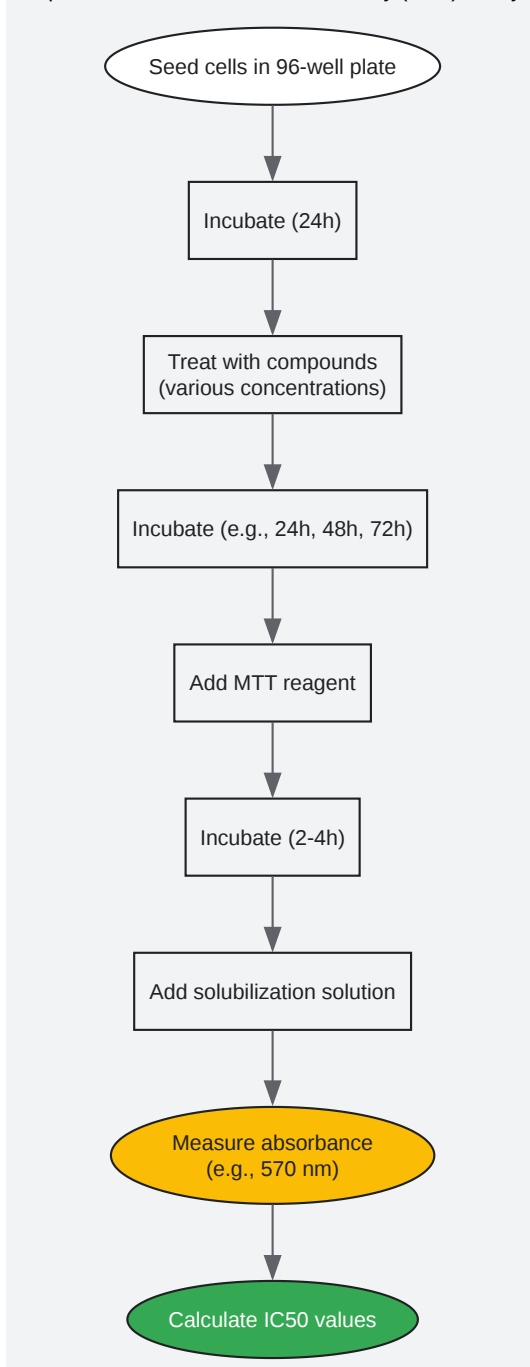 Seed cells in 96-well plate
Incubate (24h)
Treat with compounds
(various concentrations)
Incubate (e.g., 24h, 48h, 72h)
Add MTT reagent
Incubate (2-4h)
Add solubilization solution
Measure absorbance
(e.g., 570 nm)
Calculate IC50 values